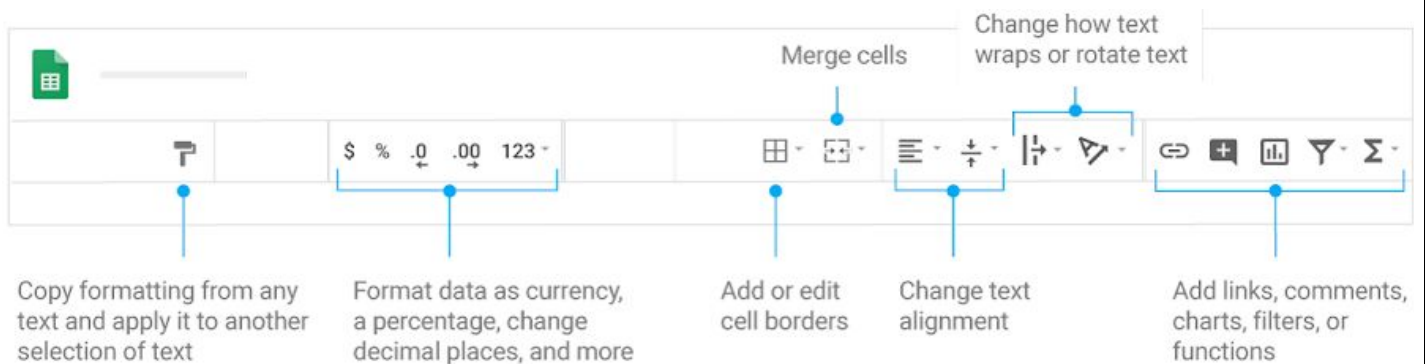 Change how text
wraps or rotate text
Merge cells
$ % .0 .00 123
Copy formatting from any
text and apply it to another
selection of text
Format data as currency,
a percentage, change
decimal places, and more
Add or edit
cell borders
Change text
alignment
Add links, comments,
charts, filters, or
functions